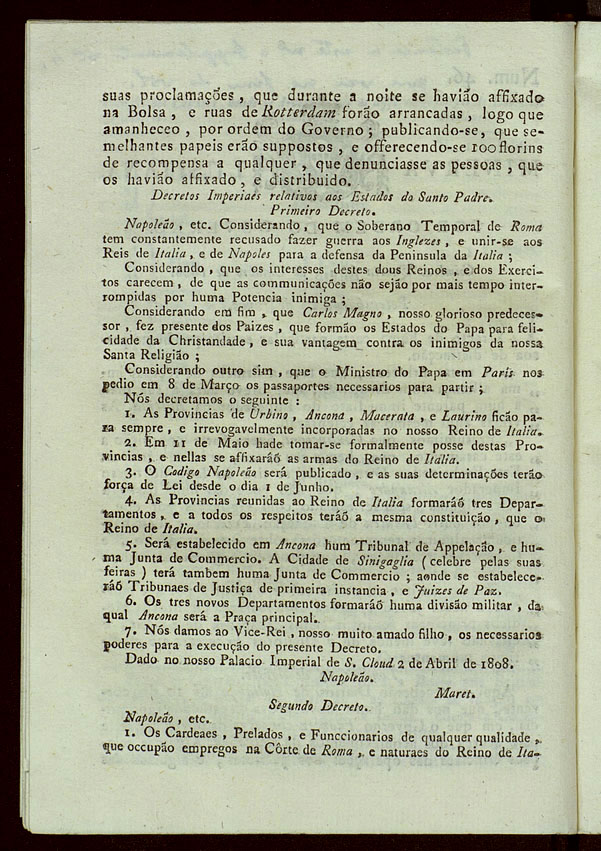 suas proclamações , que durante a noite se havião affixado
na Bolsa , e ruas de Rotterdam forão arrancadas , logo que
amanheceo , por ordem do Governo ; publicando-se, que se-
melhantes papeis erão suppostos , e offerecendo-se 100 florins
de recompensa a qualquer , que denunciasse as pessoas , que
os havião affixado , e distribuido.
Decretos Imperiaes relativos aos Estados do Santo Padre.
Primeiro Decreto.
Napoleão , etc. Considerando , que o Soberano Temporal de Roma
tem constantemente recusado fazer guerra aos Inglezes , e unir-se aos
Reis de Italia , e de Napoles para a defensa da Peninsula da Italia ;
Considerando , que os interesses destes dous Reinos , e dos Exerci-
tos carecem , de que as communicações não sejão por mais tempo inter-
rompidas por huma Potencia inimiga ;
Considerando em fim , que Carlos Magno , nosso glorioso predeces-
sor , fez presente dos Paizes , que formão os Estados do Papa para feli-
cidade da Christandade , e sua vantagem contra os inimigos da nossa
Santa Religião ;
Considerando outro sim , que o Ministro do Papa em Paris nos
pedio em 8 de Março os passaportes necessarios para partir ;
Nós decretamos o seguinte :
1. As Provincias de Urbino , Ancona , Macerata , e Laurino ficão pa-
ra sempre , e irrevogavelmente incorporadas no nosso Reino de Italia.
2. Em 11 de Maio hade tomar-se formalmente posse destas Pro-
vincias , e nellas se affixaráõ as armas do Reino de Italia.
3. O Codigo Napoleão será publicado , e as suas determinações terão
força de Lei desde o dia 1 de Junho.
4. As Provincias reunidas ao Reino de Italia formaráõ tres Depar-
tamentos , e a todos os respeitos teráõ a mesma constituição , que o
Reino de Italia.
5. Será estabelecido em Ancona hum Tribunal de Appelação , e hu-
ma Junta de Commercio. A Cidade de Sinigaglia ( celebre pelas suas
feiras ) terá tambem huma Junta de Commercio ; aonde se estabelece-
ráõ Tribunaes de Justiça de primeira instancia , e Juizes de Paz.
6. Os tres novos Departamentos formaráõ huma divisão militar , da
qual Ancona será a Praça principal.
7. Nós damos ao Vice-Rei , nosso muito amado filho , os necessarios
poderes para a execução do presente Decreto.
Dado no nosso Palacio Imperial de S. Cloud 2 de Abril de 1808.
Napoleão.
Maret.
Segundo Decreto.
Napoleão , etc.
1. Os Cardeaes , Prelados , e Funccionarios de qualquer qualidade ,
que occupão empregos na Côrte de Roma , e naturaes do Reino de Ita-